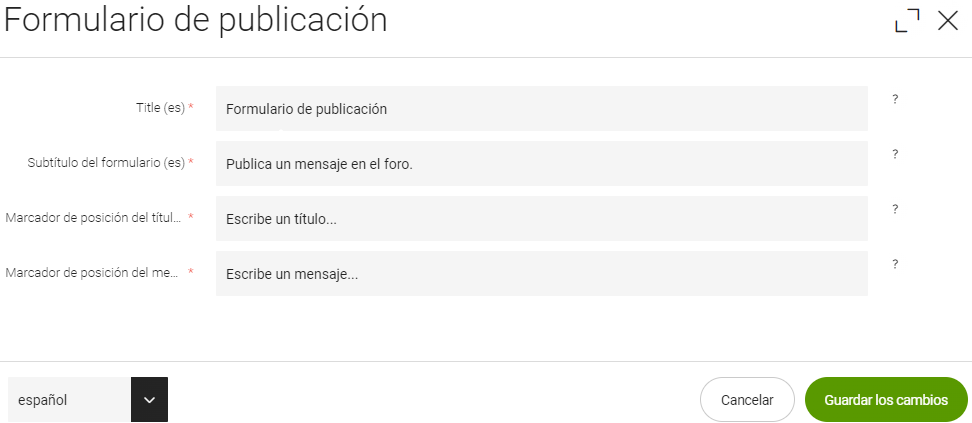 Formulario de publicación
Title (es) * Formulario de publicación ?
Subtítulo del formulario (es) * Publica un mensaje en el foro. ?
Marcador de posición del títul... * Escribe un título... ?
Marcador de posición del me... * Escribe un mensaje... ?
español Cancelar Guardar los cambios